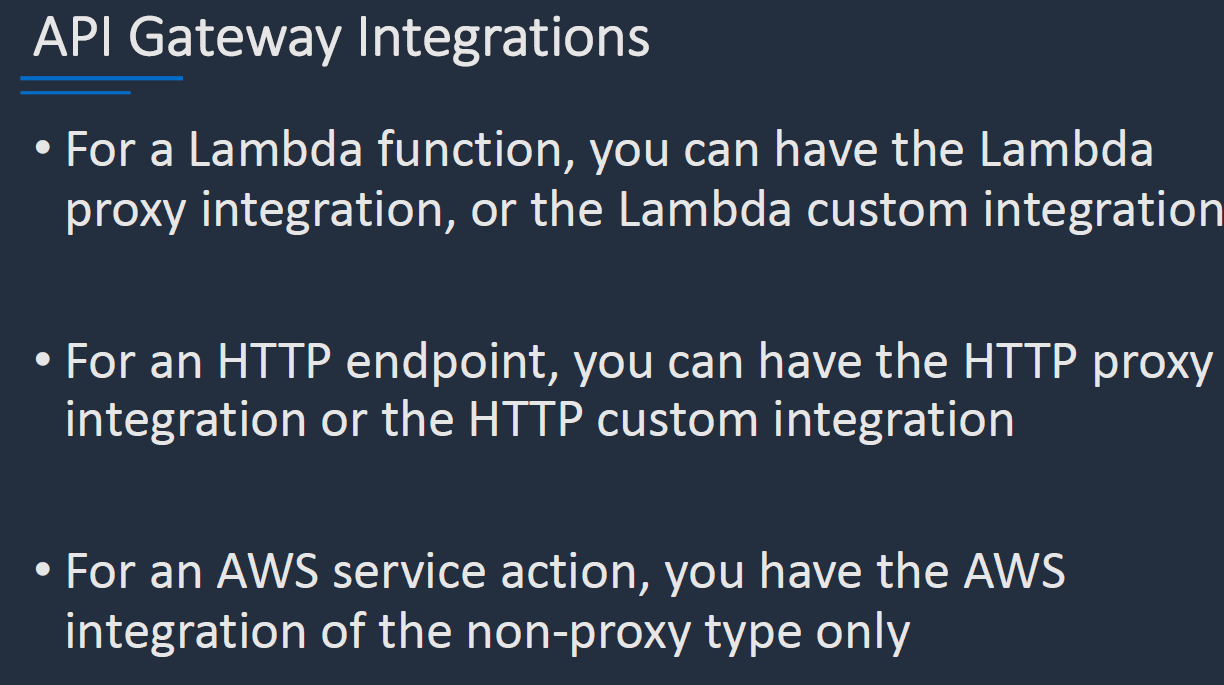 API Gateway Integrations
• For a Lambda function, you can have the Lambda
proxy integration, or the Lambda custom integration
• For an HTTP endpoint, you can have the HTTP proxy
integration or the HTTP custom integration
• For an AWS service action, you have the AWS
integration of the non-proxy type only